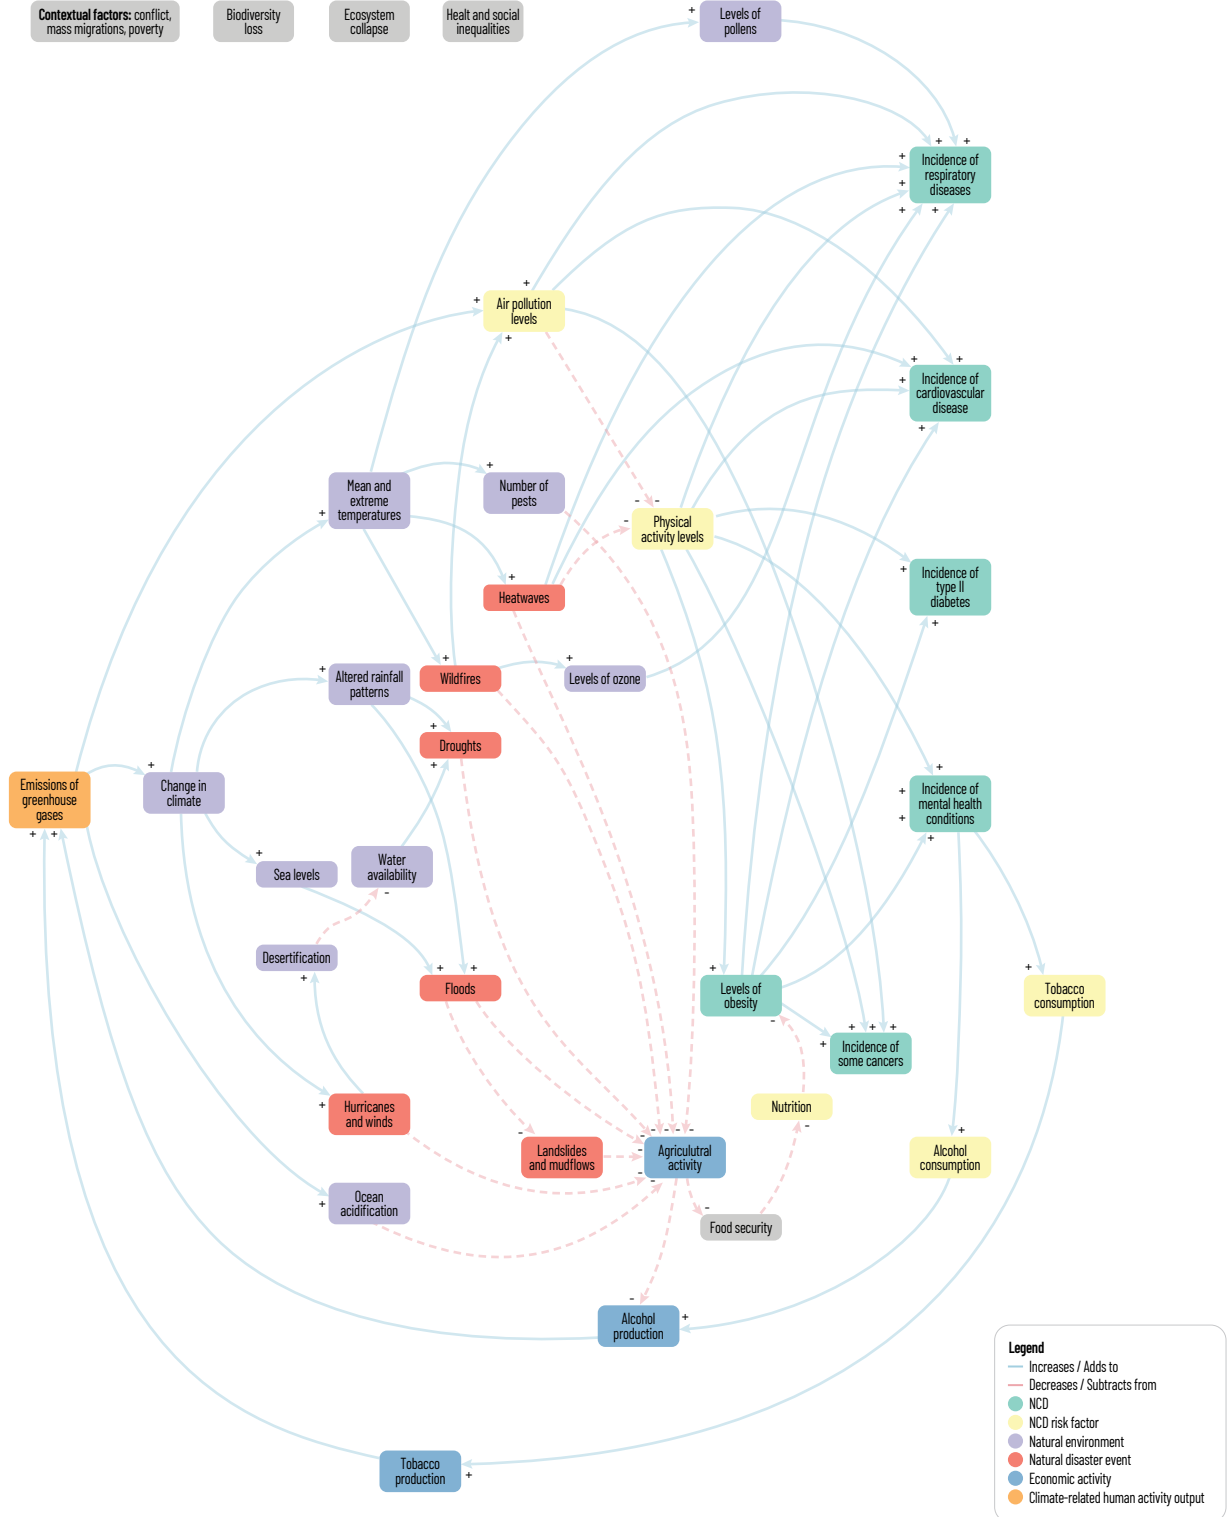 Contextual factors: conflict,
mass migrations, poverty
Biodiversity
loss
Ecosystem
collapse
Healt and social
inequalities
+
Levels of
pollens
+
+
+
+
+
+
Incidence of
respiratory
diseases
+
+
+
Air pollution
levels
+
+
+
+
Incidence of
cardiovascular
disease
+
Mean and
extreme
temperatures
+
+
Number of
pests
-
-
-
Physical
activity levels
+
Heatwaves
+
Incidence of
type II
diabetes
+
+
Altered rainfall
patterns
+
Wildfires
+
Levels of ozone
+
Droughts
+
Emissions of
greenhouse
gases
+
+
+
Change in
climate
+
+
+
Incidence of
mental health
conditions
+
+
Sea levels
Water
availability
-
Desertification
+
+
+
Floods
+
Levels of
obesity
-
+
Tobacco
consumption
+
+
+
+
Incidence of
some cancers
+
Hurricanes
and winds
Nutrition
-
-
Landslides
and mudflows
-
-
-
-
-
-
-
-
Agriculutral
activity
+
Alcohol
consumption
+
Ocean
acidification
-
Food security
-
Alcohol
production
+
Tobacco
production
+
Legend
Increases / Adds to
Decreases / Subtracts from
NCD
NCD risk factor
Natural environment
Natural disaster event
Economic activity
Climate-related human activity output